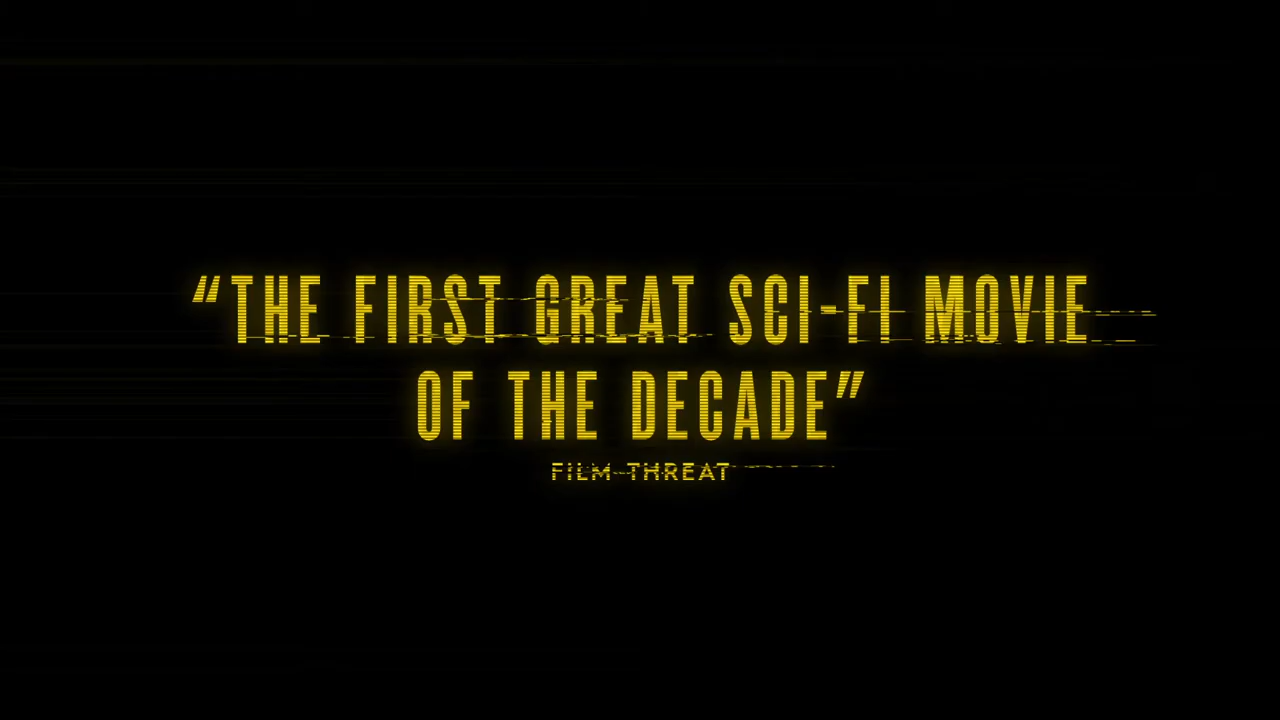 “THE FIRST GREAT SCI-FI MOVIE
OF THE DECADE”
FILM THREAT